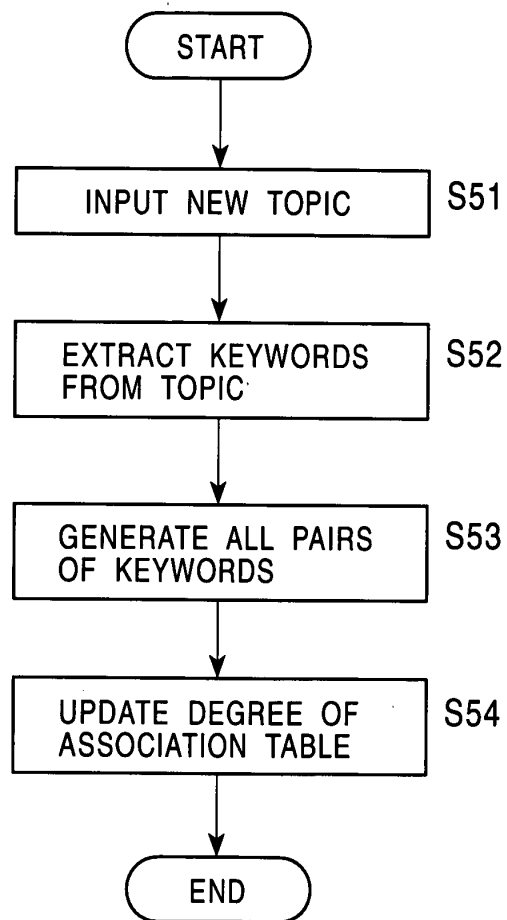 START
INPUT NEW TOPIC S51
EXTRACT KEYWORDS S52
FROM TOPIC
GENERATE ALL PAIRS S53
OF KEYWORDS
UPDATE DEGREE OF S54
ASSOCIATION TABLE
END